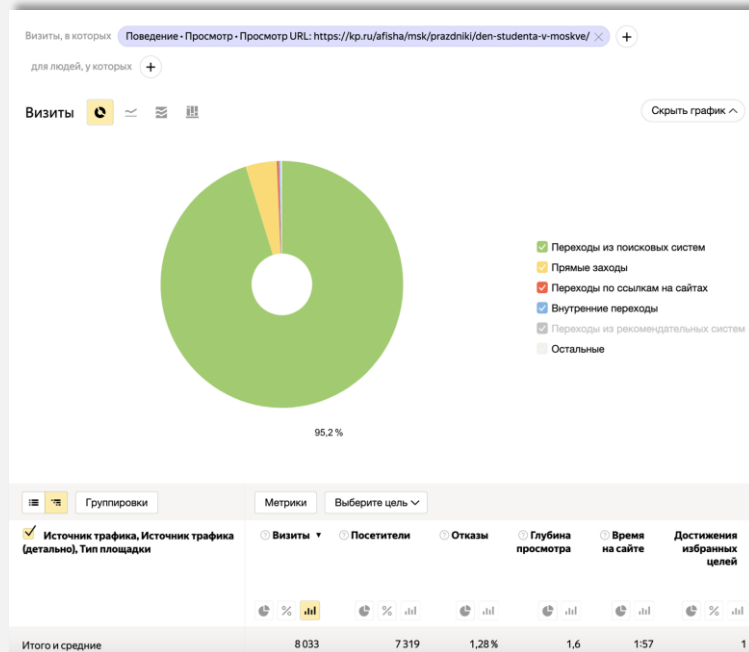 Визиты, в которых Поведение • Просмотр • Просмотр URL: https://kp.ru/afisha/msk/prazdniki/den-studenta-v-moskve/ × +
для людей, у которых +
Визиты
Скрыть график
Переходы из поисковых систем
Прямые заходы
Переходы по ссылкам на сайтах
Внутренние переходы
Переходы из рекомендательных систем
Остальные
95,2 %
Группировки Метрики Выберите цель
Источник трафика, Источник трафика (детально), Тип площадки
Визиты ▼ Посетители Отказы Глубина просмотра Время на сайте Достижения избранных целей
% % %
Итого и средние 8 033 7 319 1,28 % 1,6 1:57 1